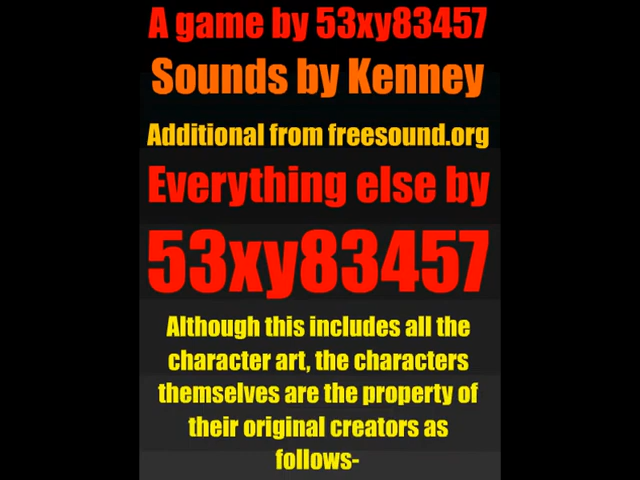 A game by 53xy83457
Sounds by Kenney
Additional from freesound.org
Everything else by
53xy83457
Although this includes all the
character art, the characters
themselves are the property of
their original creators as
follows-